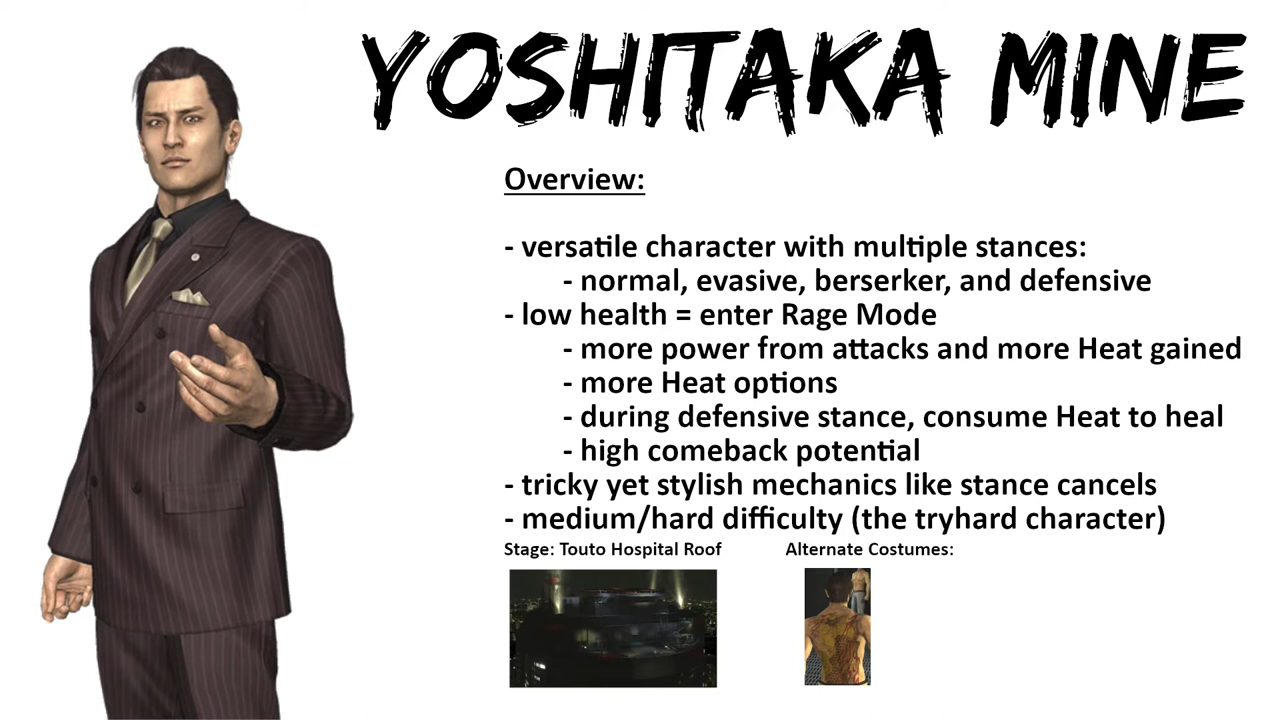 YOSHITAKA MINE
Overview:
- versatile character with multiple stances:
- normal, evasive, berserker, and defensive
- low health = enter Rage Mode
- more power from attacks and more Heat gained
- more Heat options
- during defensive stance, consume Heat to heal
- high comeback potential
- tricky yet stylish mechanics like stance cancels
- medium/hard difficulty (the tryhard character)
Stage: Touto Hospital Roof
Alternate Costumes: